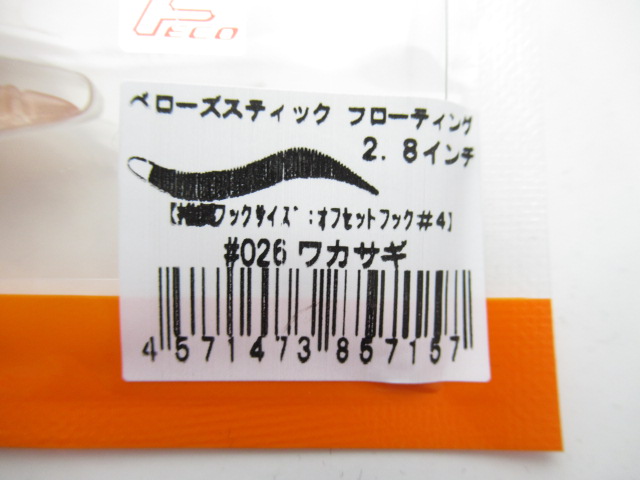 ECO
ベローズスティック フローティング
2.8インチ
フックサイズ:オフセットフック#4】
#026 ワカサギ
4571473857157